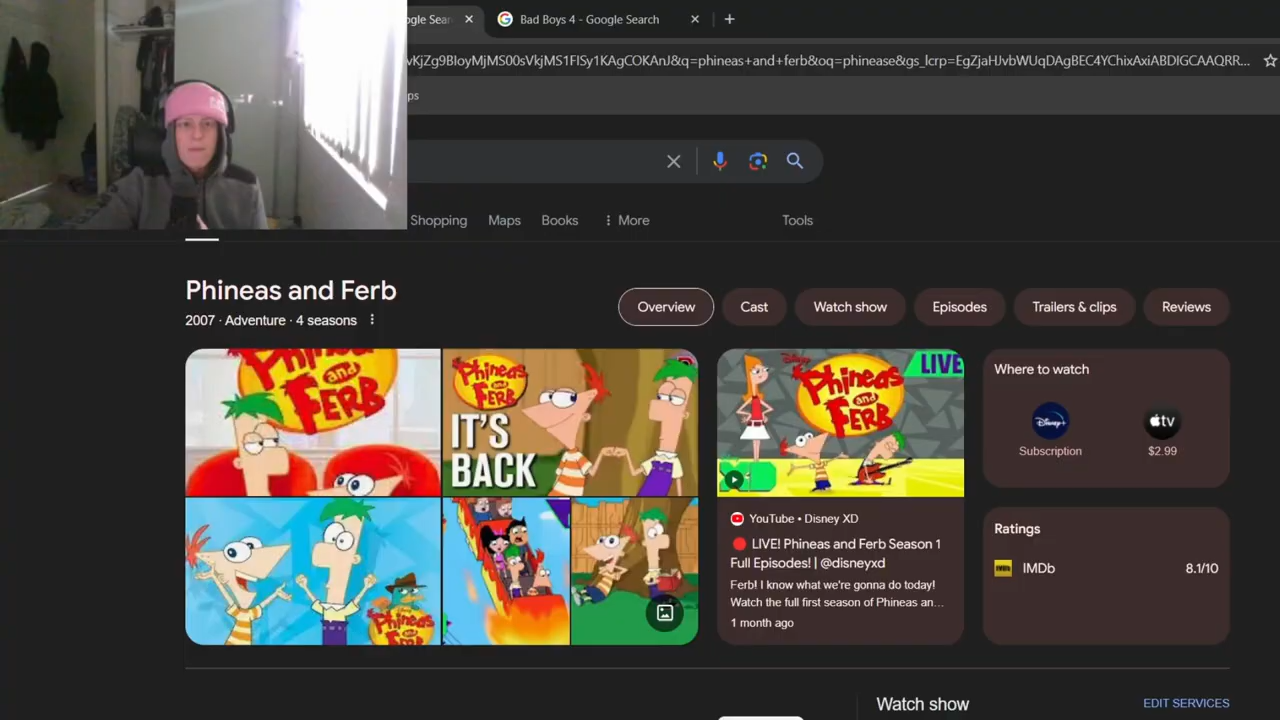 ogle Sear
Bad Boys 4 - Google Search
vKjZg9BIoyMjMS00sVkjMS1FISy1KAgCOKAnJ&q=phineas+and+ferb&oq=phinease&gs_lcrp=EgZjaHJvbWUqDAgBEC4YChixAxiABDIGCAAQRR...
ps
Shopping
Maps
Books
More
Tools
Phineas and Ferb
2007 · Adventure · 4 seasons
Overview
Cast
Watch show
Episodes
Trailers & clips
Reviews
Phineas
and
Ferb
Phineas
and
Ferb
IT'S
BACK
Phineas
and
Ferb
Disney
Phineas
and
Ferb
LIVE
YouTube • Disney XD
LIVE! Phineas and Ferb Season 1
Full Episodes! | @disneyxd
Ferb! I know what we're gonna do today!
Watch the full first season of Phineas an...
1 month ago
Where to watch
Disney+
Subscription
tv
$2.99
Ratings
IMDb
IMDb
8.1/10
Watch show
EDIT SERVICES